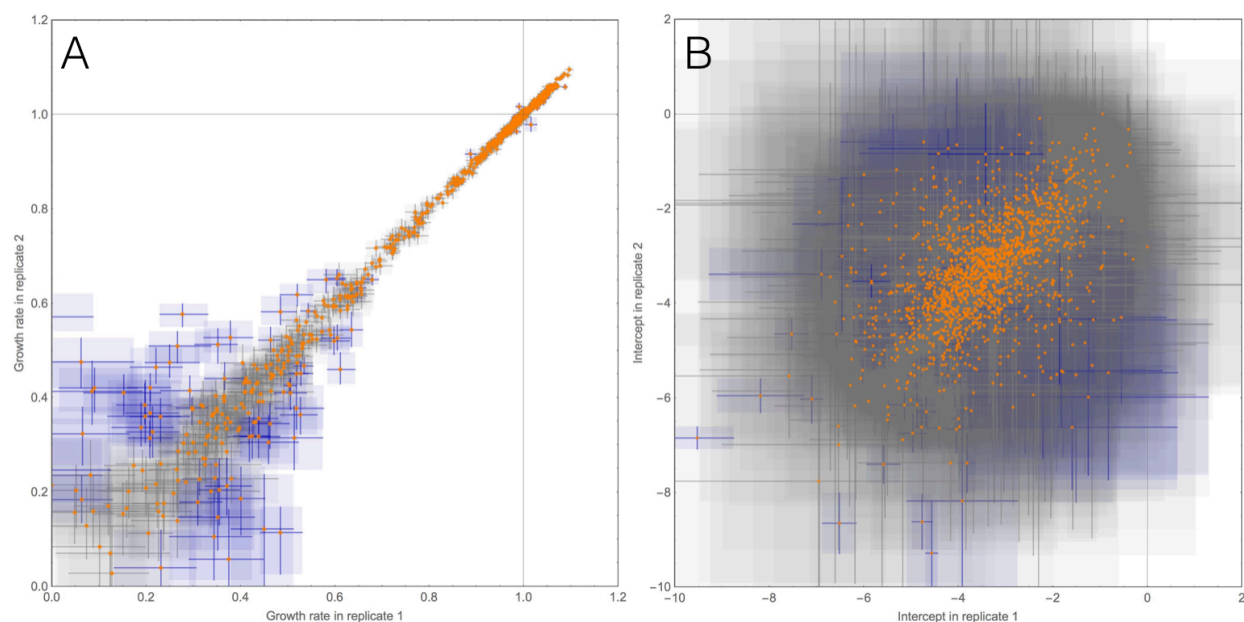 A
1.2
1.0
0.8
0.6
0.4
0.2
0.0
Growth rate in replicate 2
0.0 0.2 0.4 0.6 0.8 1.0 1.2
Growth rate in replicate 1
B
2
0
−2
−4
−6
−8
−10
Intercept in replicate 2
−10 −8 −6 −4 −2 0 2
Intercept in replicate 1